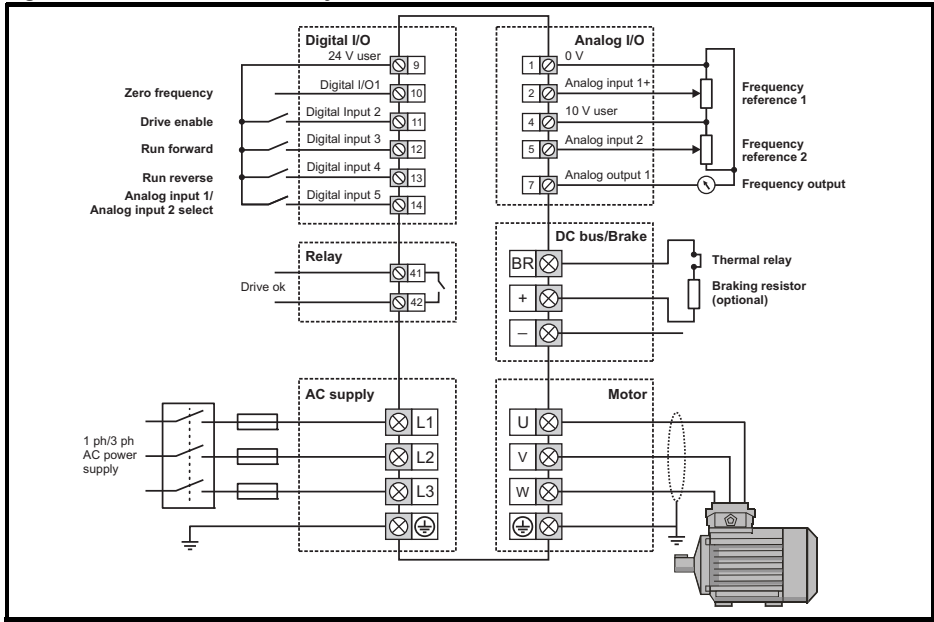 Digital I/O
24 V user
9
Zero frequency
Digital I/O1
10
Drive enable
Digital Input 2
11
Run forward
Digital input 3
12
Run reverse
Digital input 4
13
Analog input 1/
Analog input 2 select
Digital input 5
14
Relay
Drive ok
41
42
AC supply
1 ph/3 ph
AC power
supply
L1
L2
L3
Analog I/O
1
0 V
2
Analog input 1+
Frequency
reference 1
4
10 V user
5
Analog input 2
Frequency
reference 2
7
Analog output 1
Frequency output
DC bus/Brake
BR
Thermal relay
+
Braking resistor
(optional)
–
Motor
U
V
W